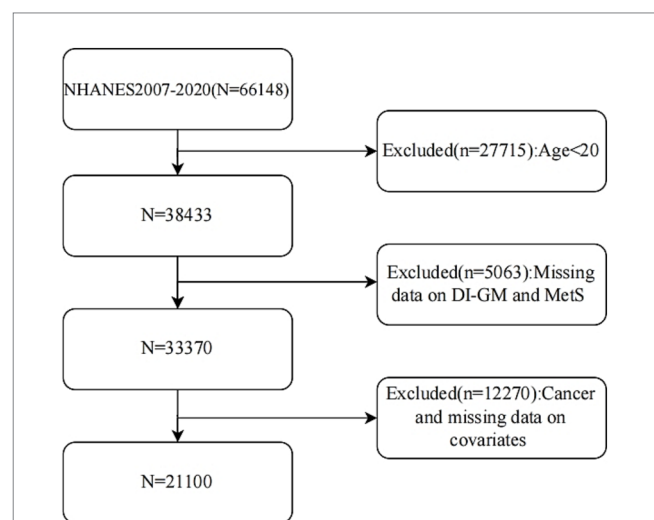 NHANES2007-2020(N=66148)
Excluded(n=27715):Age<20
N=38433
Excluded(n=5063):Missing
data on DI-GM and MetS
N=33370
Excluded(n=12270):Cancer
and missing data on
covariates
N=21100